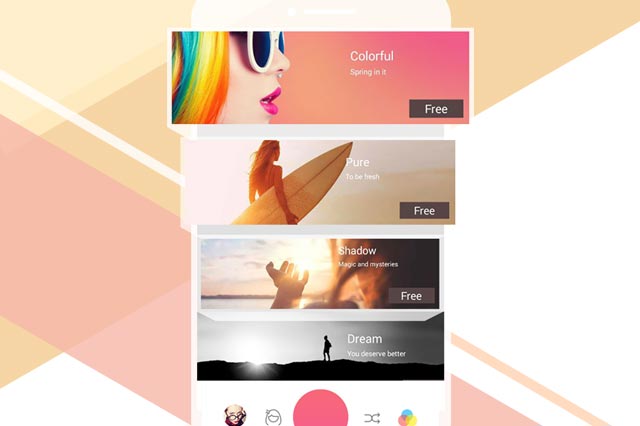 Colorful
Spring in it
Free
Pure
To be fresh
Free
Shadow
Magic and mysteries
Free
Dream
You deserve better